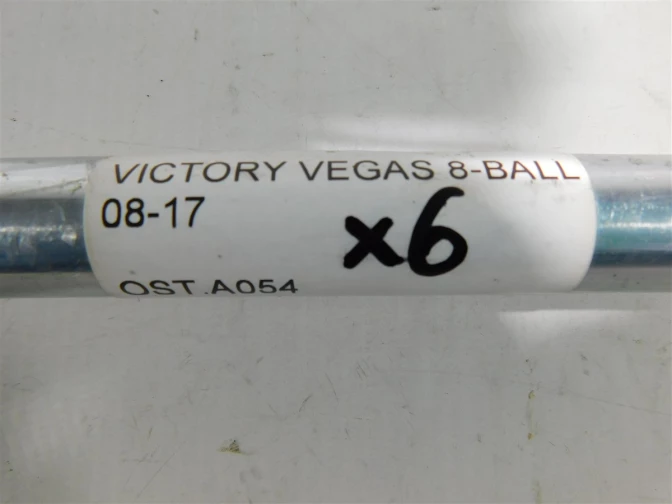 VICTORY VEGAS 8-BALL
08-17
x6
OST.A054